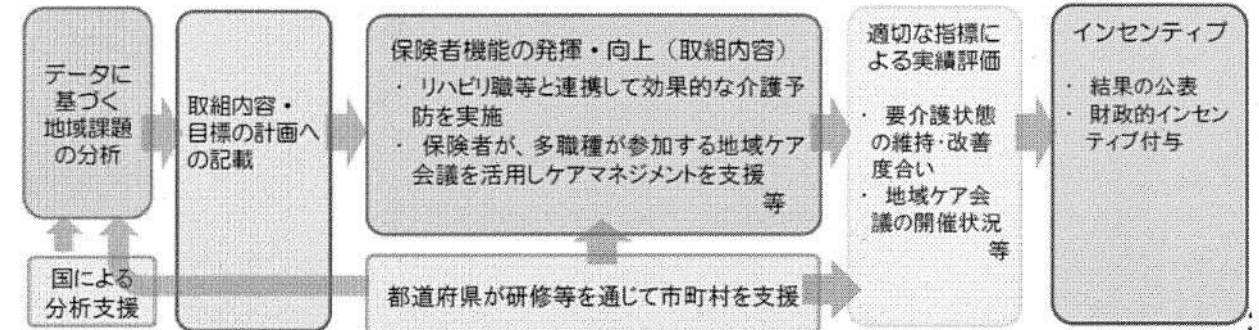 データに
基づく
地域課題
の分析
国による
分析支援
取組内容・
目標の計画へ
の記載
保険者機能の発揮・向上（取組内容）
・ リハビリ職等と連携して効果的な介護予
防を実施
・ 保険者が、多職種が参加する地域ケア
会議を活用しケアマネジメントを支援
等
都道府県が研修等を通じて市町村を支援
適切な指標に
よる実績評価
・ 要介護状態
の維持・改善
度合い
・ 地域ケア会
議の開催状況
等
インセンティブ
・ 結果の公表
・ 財政的インセン
ティブ付与